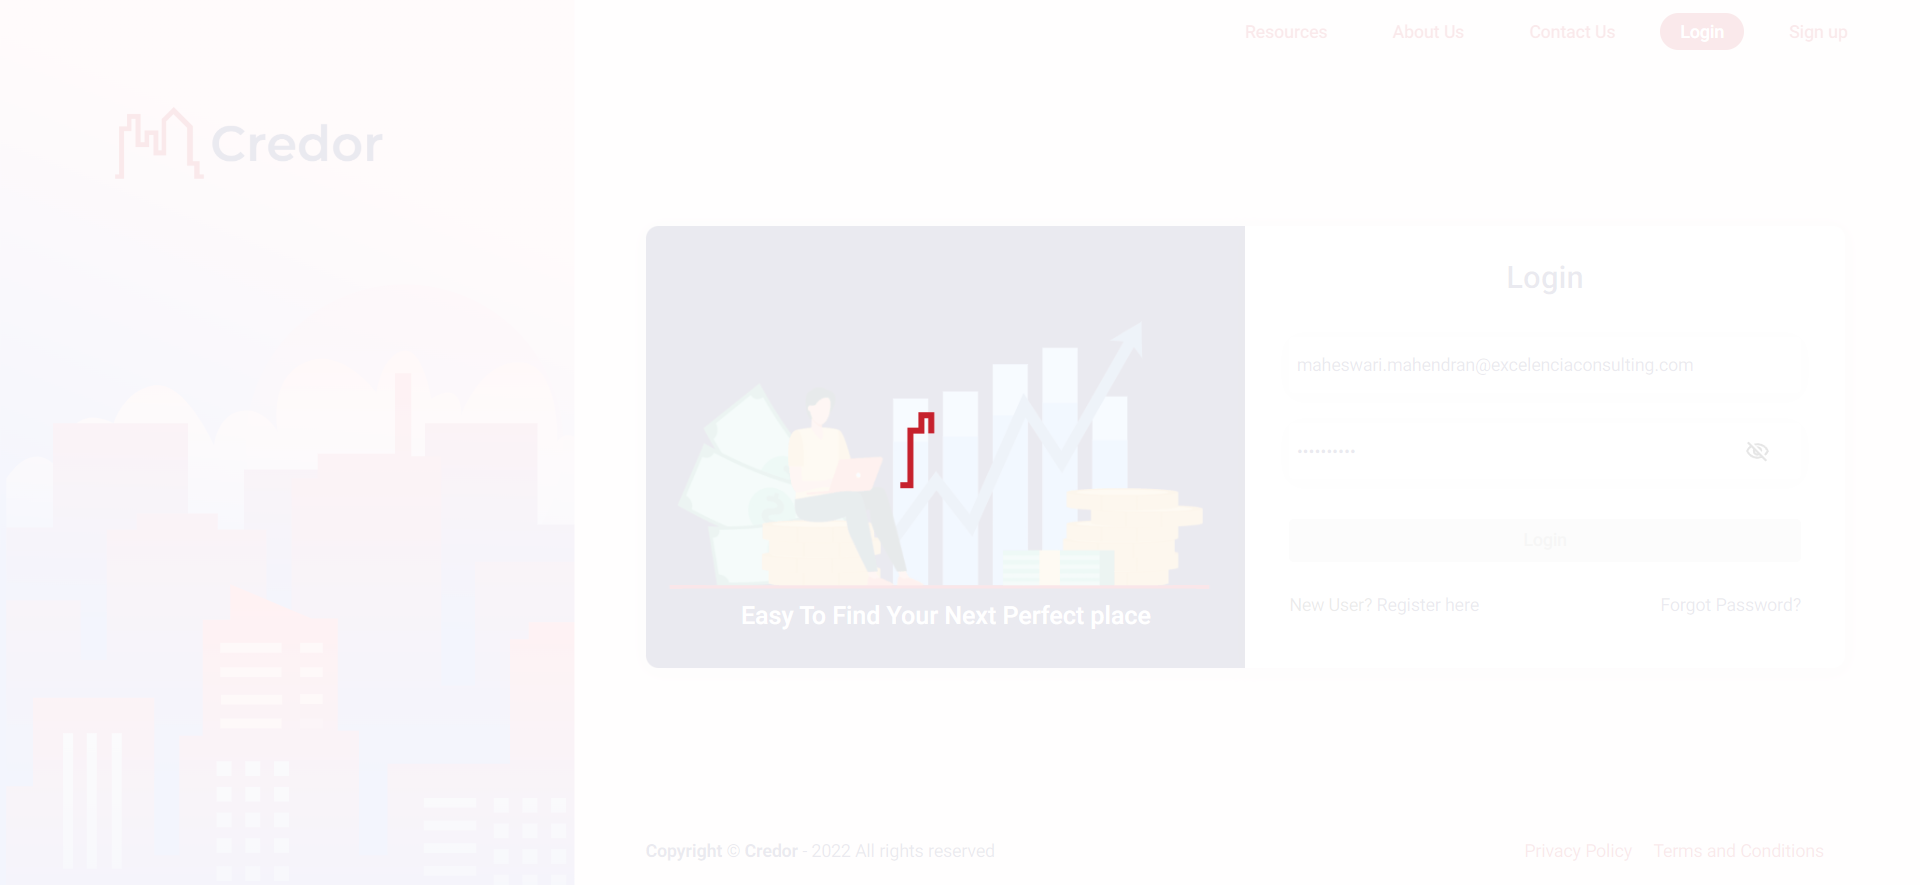 Resources About Us Contact Us Login Sign up
Credor
Login
maheswari.mahendran@excelenciaconsulting.com
••••••••••
Login
New User? Register here Forgot Password?
Easy To Find Your Next Perfect place
Copyright © Credor - 2022 All rights reserved
Privacy Policy Terms and Conditions